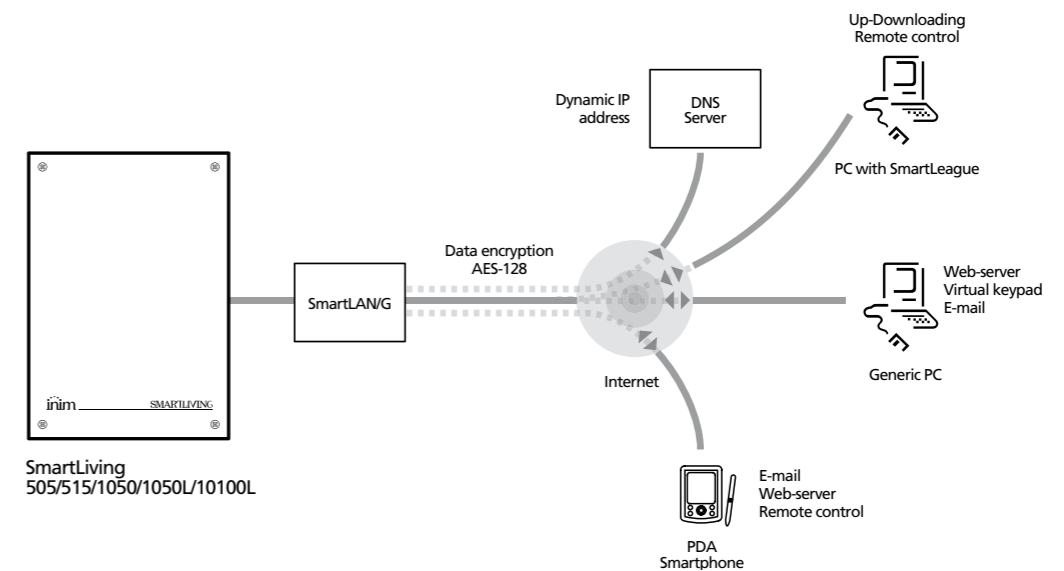 Up-Downloading
Remote control
Dynamic IP
address
DNS
Server
PC with SmartLeague
Data encryption
AES-128
SmartLAN/G
Web-server
Virtual keypad
E-mail
Generic PC
Internet
inim
SMARTLIVING
SmartLiving
505/515/1050/1050L/10100L
E-mail
Web-server
Remote control
PDA
Smartphone